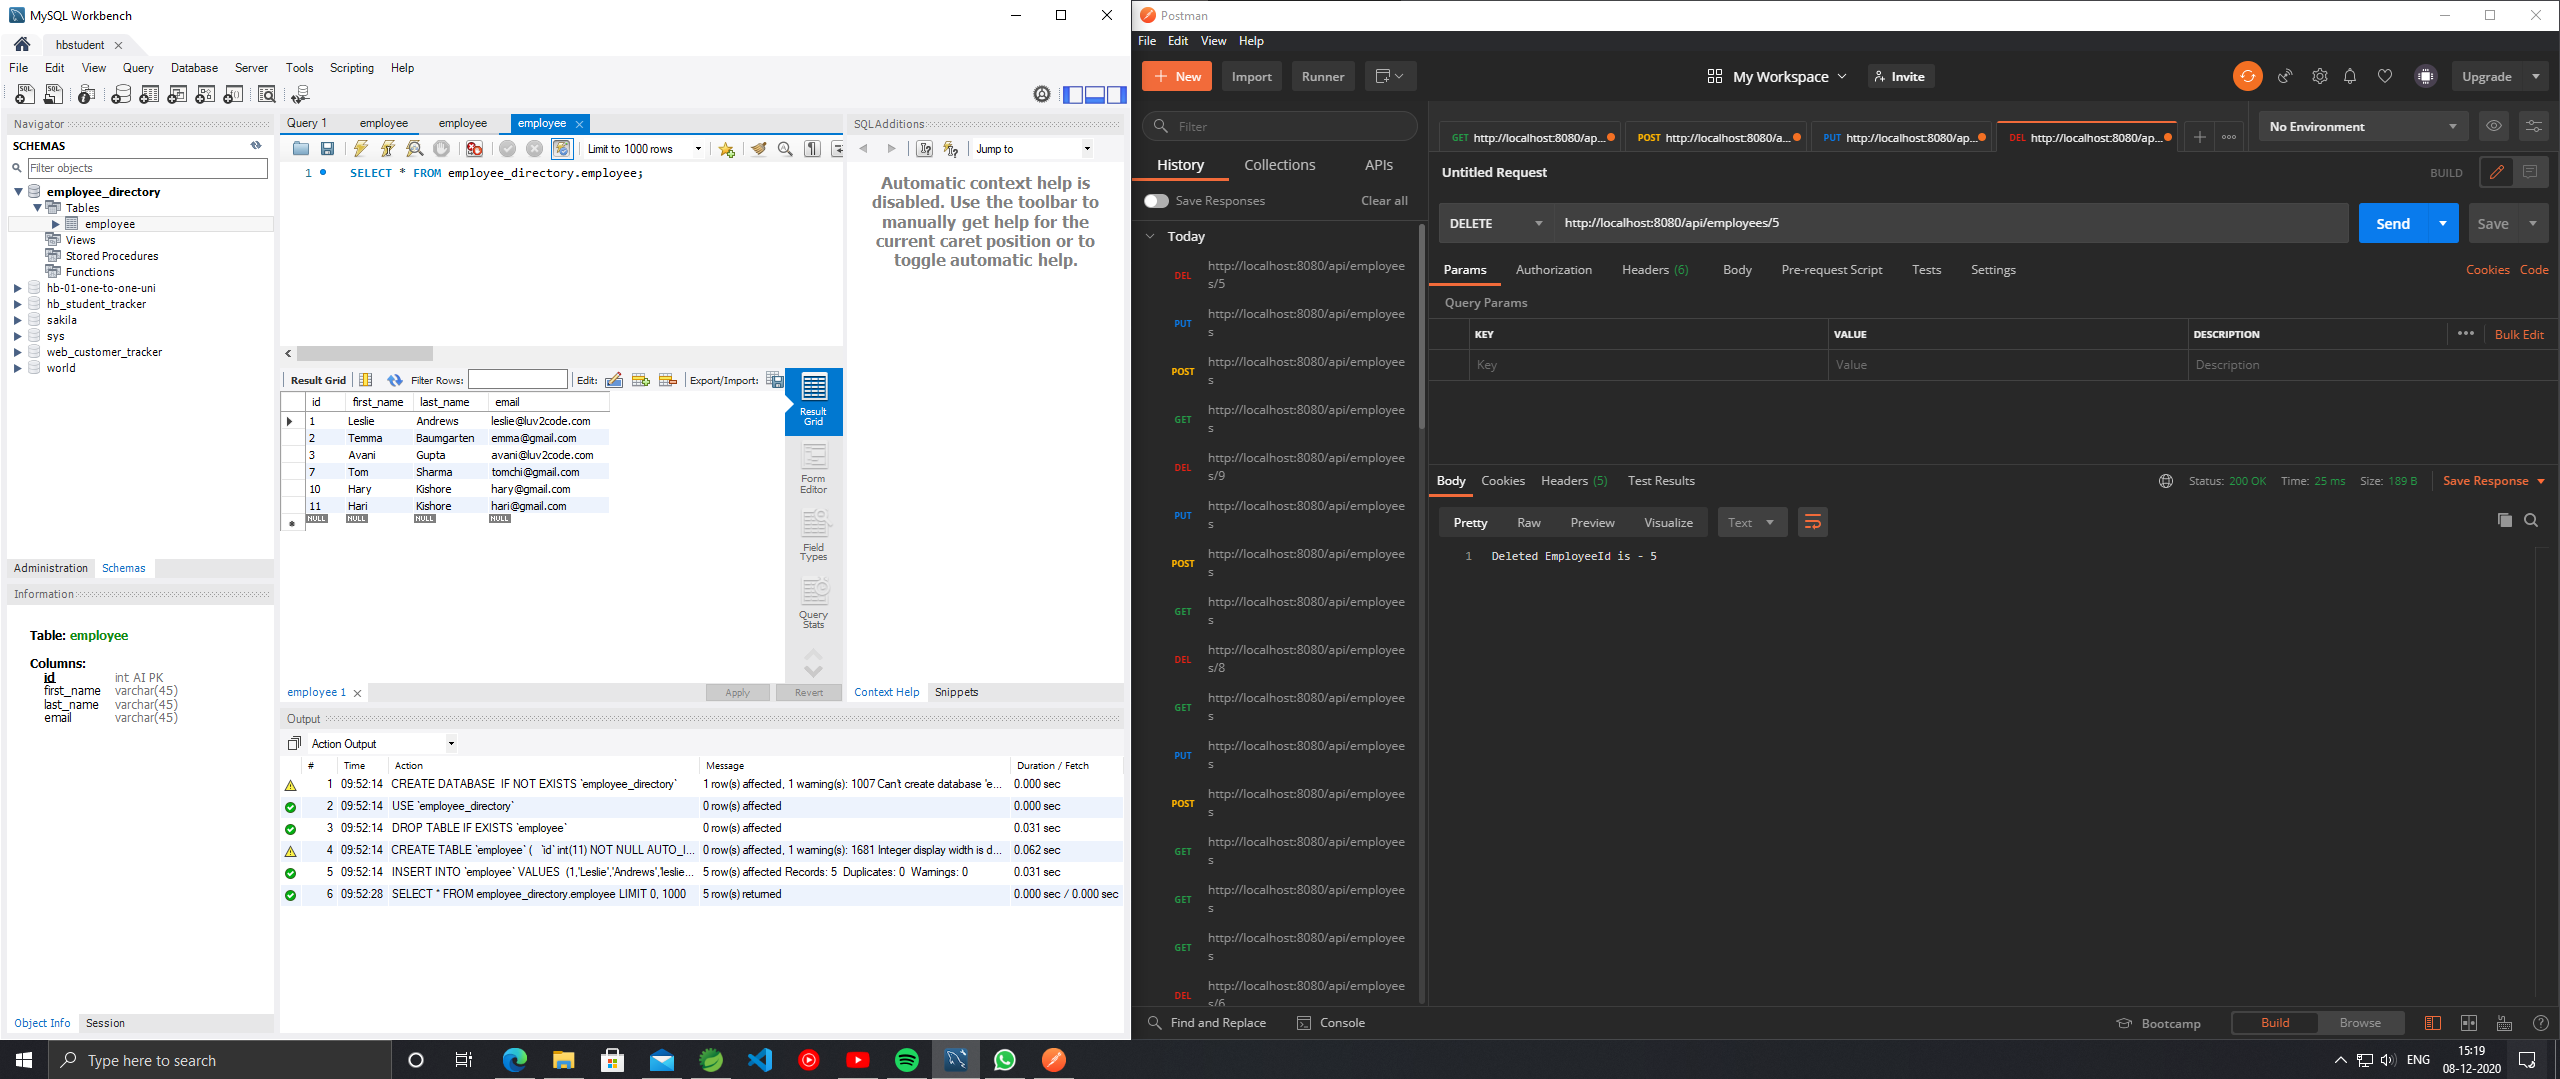 MySQL Workbench
hbstudent
File Edit View Query Database Server Tools Scripting Help
Navigator
SCHEMAS
Filter objects
employee_directory
Tables
employee
Views
Stored Procedures
Functions
hb-01-one-to-one-uni
hb_student_tracker
sakila
sys
web_customer_tracker
world
Administration Schemas
Information
Table: employee
Columns:
id int AI PK
first_name varchar(45)
last_name varchar(45)
email varchar(45)
Object Info Session
Query 1 employee employee employee
Limit to 1000 rows
1 SELECT * FROM employee_directory.employee;
Result Grid Filter Rows: Edit: Export/Import:
id first_name last_name email
1 Leslie Andrews leslie@luv2code.com
2 Temma Baumgarten emma@gmail.com
3 Avani Gupta avani@luv2code.com
7 Tom Sharma tomchi@gmail.com
10 Hary Kishore hary@gmail.com
11 Hari Kishore hari@gmail.com
NULL NULL NULL NULL
Result
Grid
Form
Editor
Field
Types
Query
Stats
employee 1 Apply Revert
SQLAdditions
Jump to
Automatic context help is
disabled. Use the toolbar to
manually get help for the
current caret position or to
toggle automatic help.
Context Help Snippets
Output
Action Output
# Time Action Message Duration / Fetch
1 09:52:14 CREATE DATABASE IF NOT EXISTS `employee_directory` 1 row(s) affected, 1 warning(s): 1007 Can't create database 'e... 0.000 sec
2 09:52:14 USE `employee_directory` 0 row(s) affected 0.000 sec
3 09:52:14 DROP TABLE IF EXISTS `employee` 0 row(s) affected 0.031 sec
4 09:52:14 CREATE TABLE `employee` ( `id` int(11) NOT NULL AUTO_I... 0 row(s) affected, 1 warning(s): 1681 Integer display width is d... 0.062 sec
5 09:52:14 INSERT INTO `employee` VALUES (1,'Leslie','Andrews','leslie... 5 row(s) affected Records: 5 Duplicates: 0 Warnings: 0 0.031 sec
6 09:52:28 SELECT * FROM employee_directory.employee LIMIT 0, 1000 5 row(s) returned 0.000 sec / 0.000 sec
Postman
File Edit View Help
New Import Runner My Workspace Invite Upgrade
Filter
History Collections APIs
Save Responses Clear all
Today
DEL http://localhost:8080/api/employee
s/5
PUT http://localhost:8080/api/employee
s
POST http://localhost:8080/api/employee
s
GET http://localhost:8080/api/employee
s
DEL http://localhost:8080/api/employee
s/9
PUT http://localhost:8080/api/employee
s
POST http://localhost:8080/api/employee
s
GET http://localhost:8080/api/employee
s
DEL http://localhost:8080/api/employee
s/8
GET http://localhost:8080/api/employee
s
PUT http://localhost:8080/api/employee
s
POST http://localhost:8080/api/employee
s
GET http://localhost:8080/api/employee
s
GET http://localhost:8080/api/employee
s
GET http://localhost:8080/api/employee
s
DEL http://localhost:8080/api/employee
s/6
GET http://localhost:8080/ap... POST http://localhost:8080/a... PUT http://localhost:8080/ap... DEL http://localhost:8080/ap... No Environment
Untitled Request BUILD
DELETE http://localhost:8080/api/employees/5 Send Save
Params Authorization Headers (6) Body Pre-request Script Tests Settings Cookies Code
Query Params
KEY VALUE DESCRIPTION Bulk Edit
Key Value Description
Body Cookies Headers (5) Test Results Status: 200 OK Time: 25 ms Size: 189 B Save Response
Pretty Raw Preview Visualize Text
1 Deleted EmployeeId is - 5
Find and Replace Console Bootcamp Build Browse
Type here to search
ENG
15:19
08-12-2020